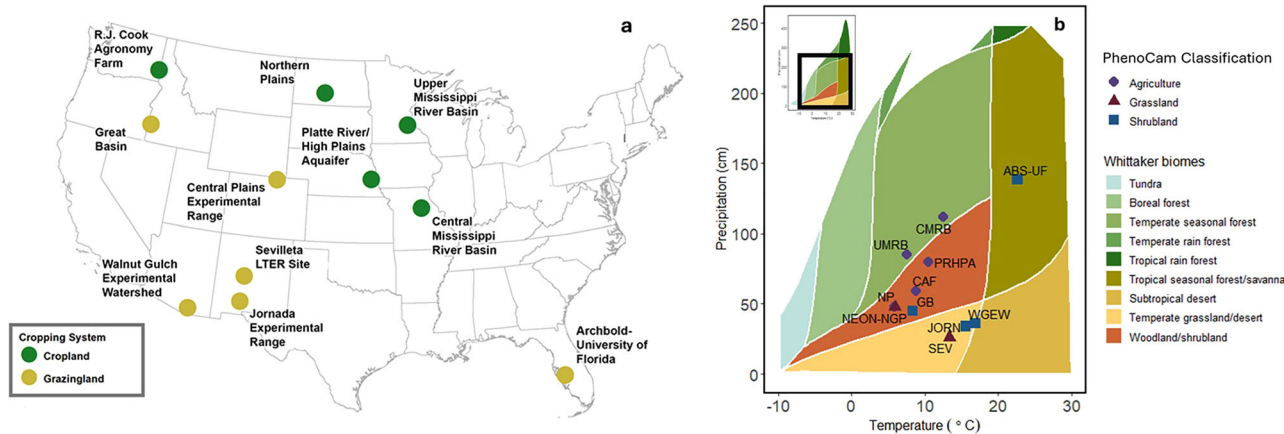 a
R.J. Cook
Agronomy
Farm
Northern
Plains
Upper
Mississippi
River Basin
Great
Basin
Platte River/
High Plains
Aquaifer
Central Plains
Experimental
Range
Central
Mississippi
River Basin
Sevilleta
LTER Site
Walnut Gulch
Experimental
Watershed
Jornada
Experimental
Range
Archbold-
University of
Florida
Cropping System
Cropland
Grazingland
b
Precipitation (cm)
250
200
150
100
50
0
-10
0
10
20
30
Temperature ( ° C)
ABS-UF
CMRB
UMRB
PRHPA
CAF
NP
GB
NEON-NGP
WGEW
JORN
SEV
PhenoCam Classification
Agriculture
Grassland
Shrubland
Whittaker biomes
Tundra
Boreal forest
Temperate seasonal forest
Temperate rain forest
Tropical rain forest
Tropical seasonal forest/savanna
Subtropical desert
Temperate grassland/desert
Woodland/shrubland